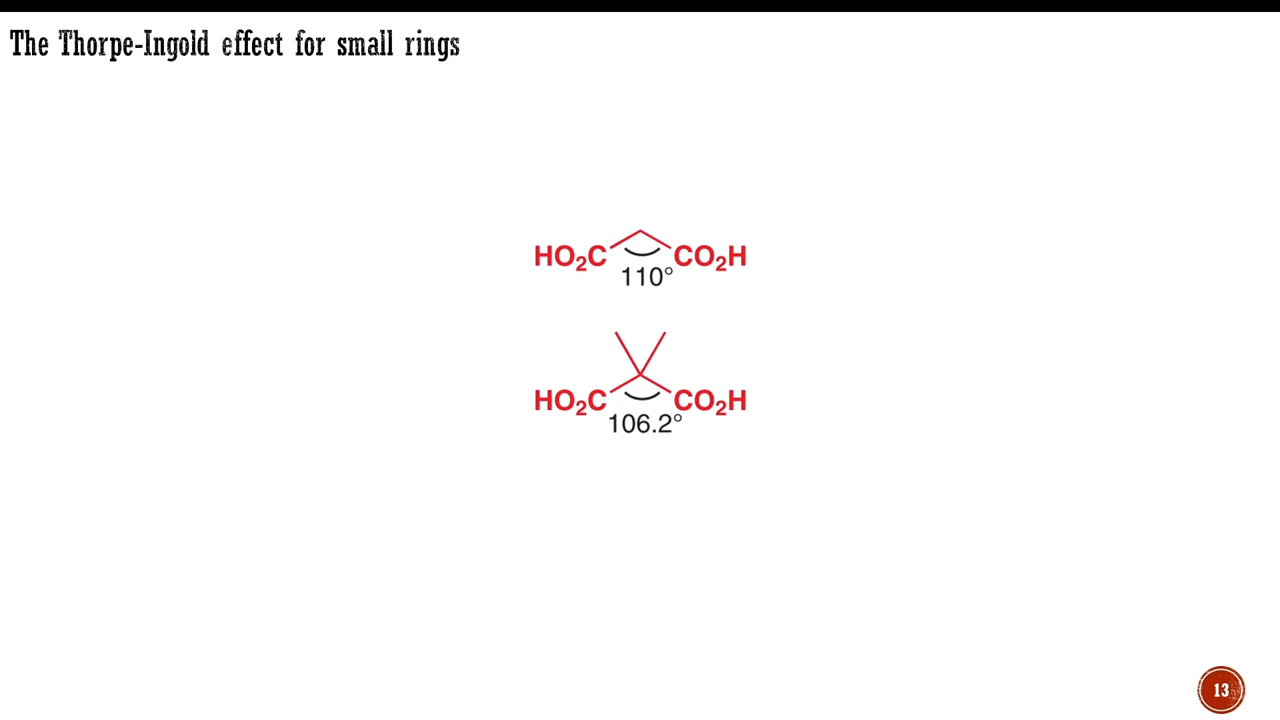 The Thorpe-Ingold effect for small rings
HO₂C CO₂H
110°
HO₂C CO₂H
106.2°
13